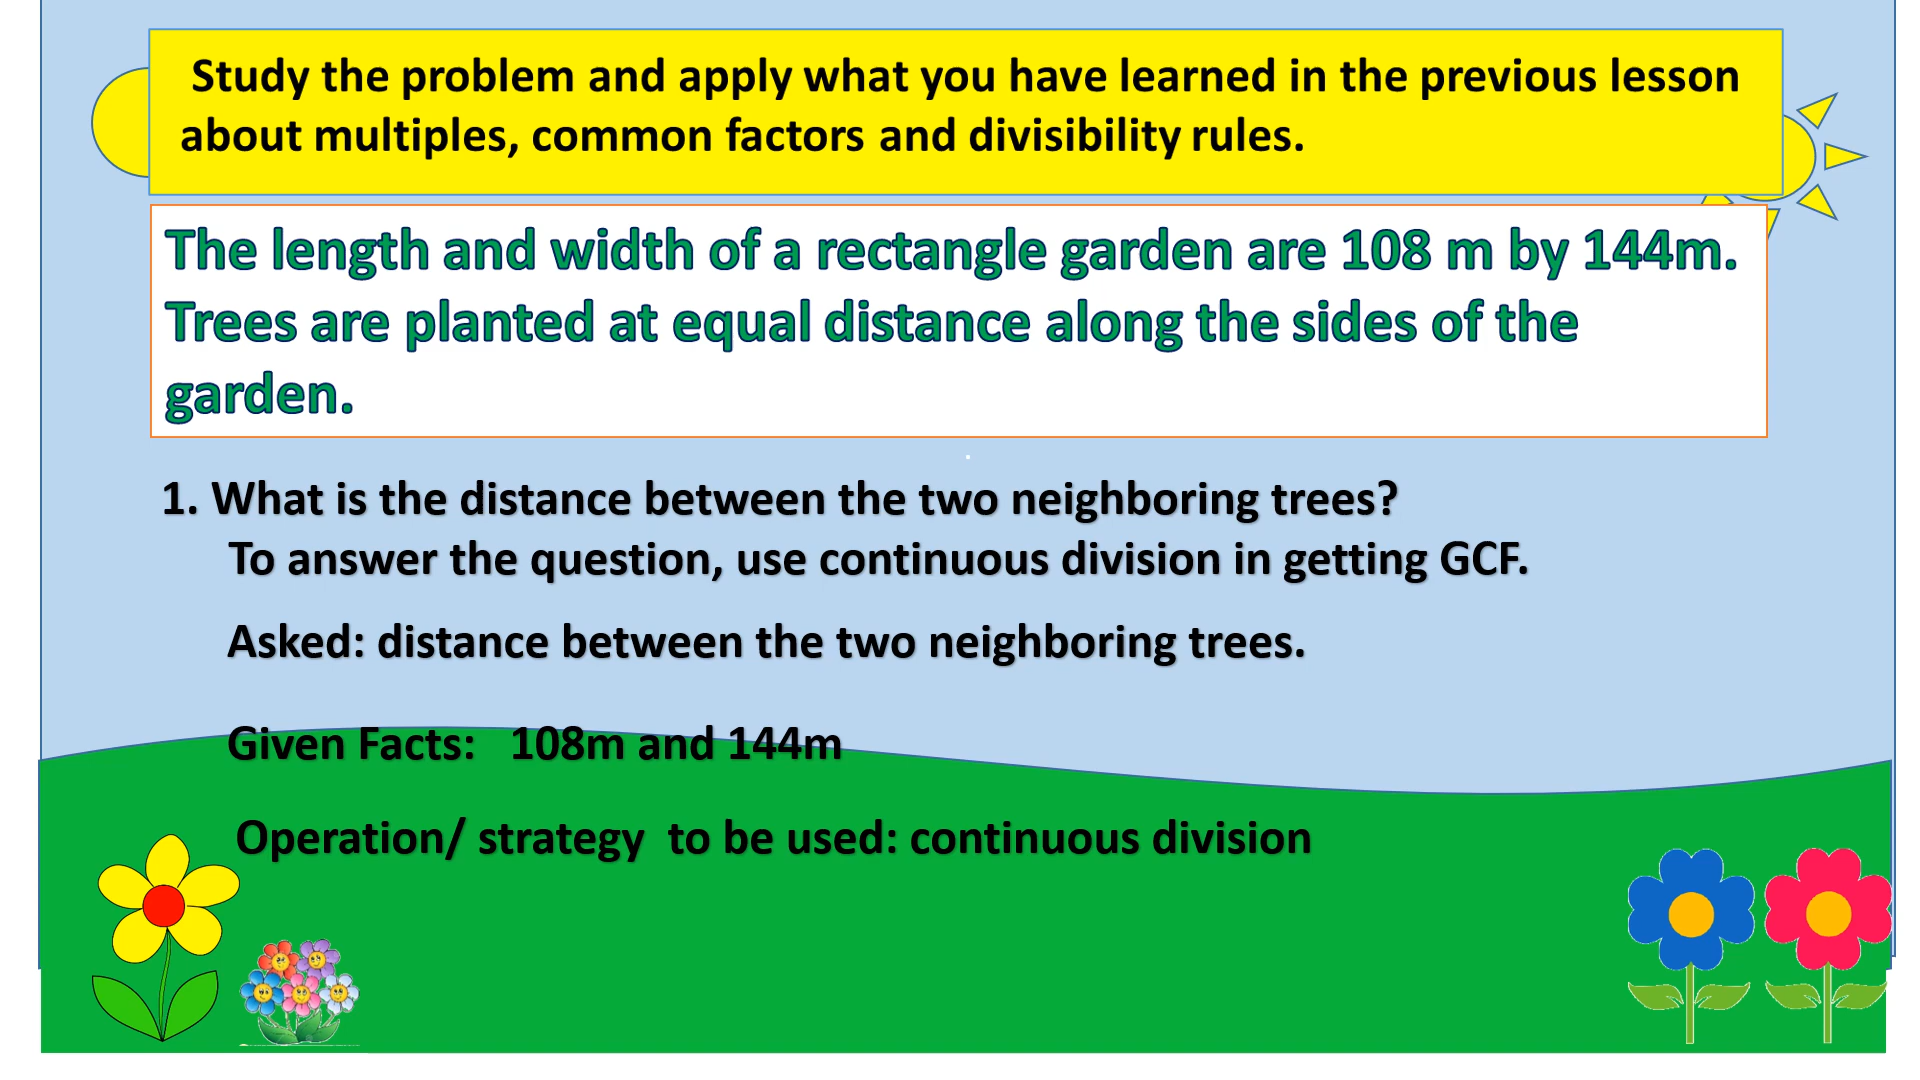 Study the problem and apply what you have learned in the previous lesson
about multiples, common factors and divisibility rules.
The length and width of a rectangle garden are 108 m by 144m.
Trees are planted at equal distance along the sides of the
garden.
.
1. What is the distance between the two neighboring trees?
To answer the question, use continuous division in getting GCF.
Asked: distance between the two neighboring trees.
Given Facts: 108m and 144m
Operation/ strategy to be used: continuous division